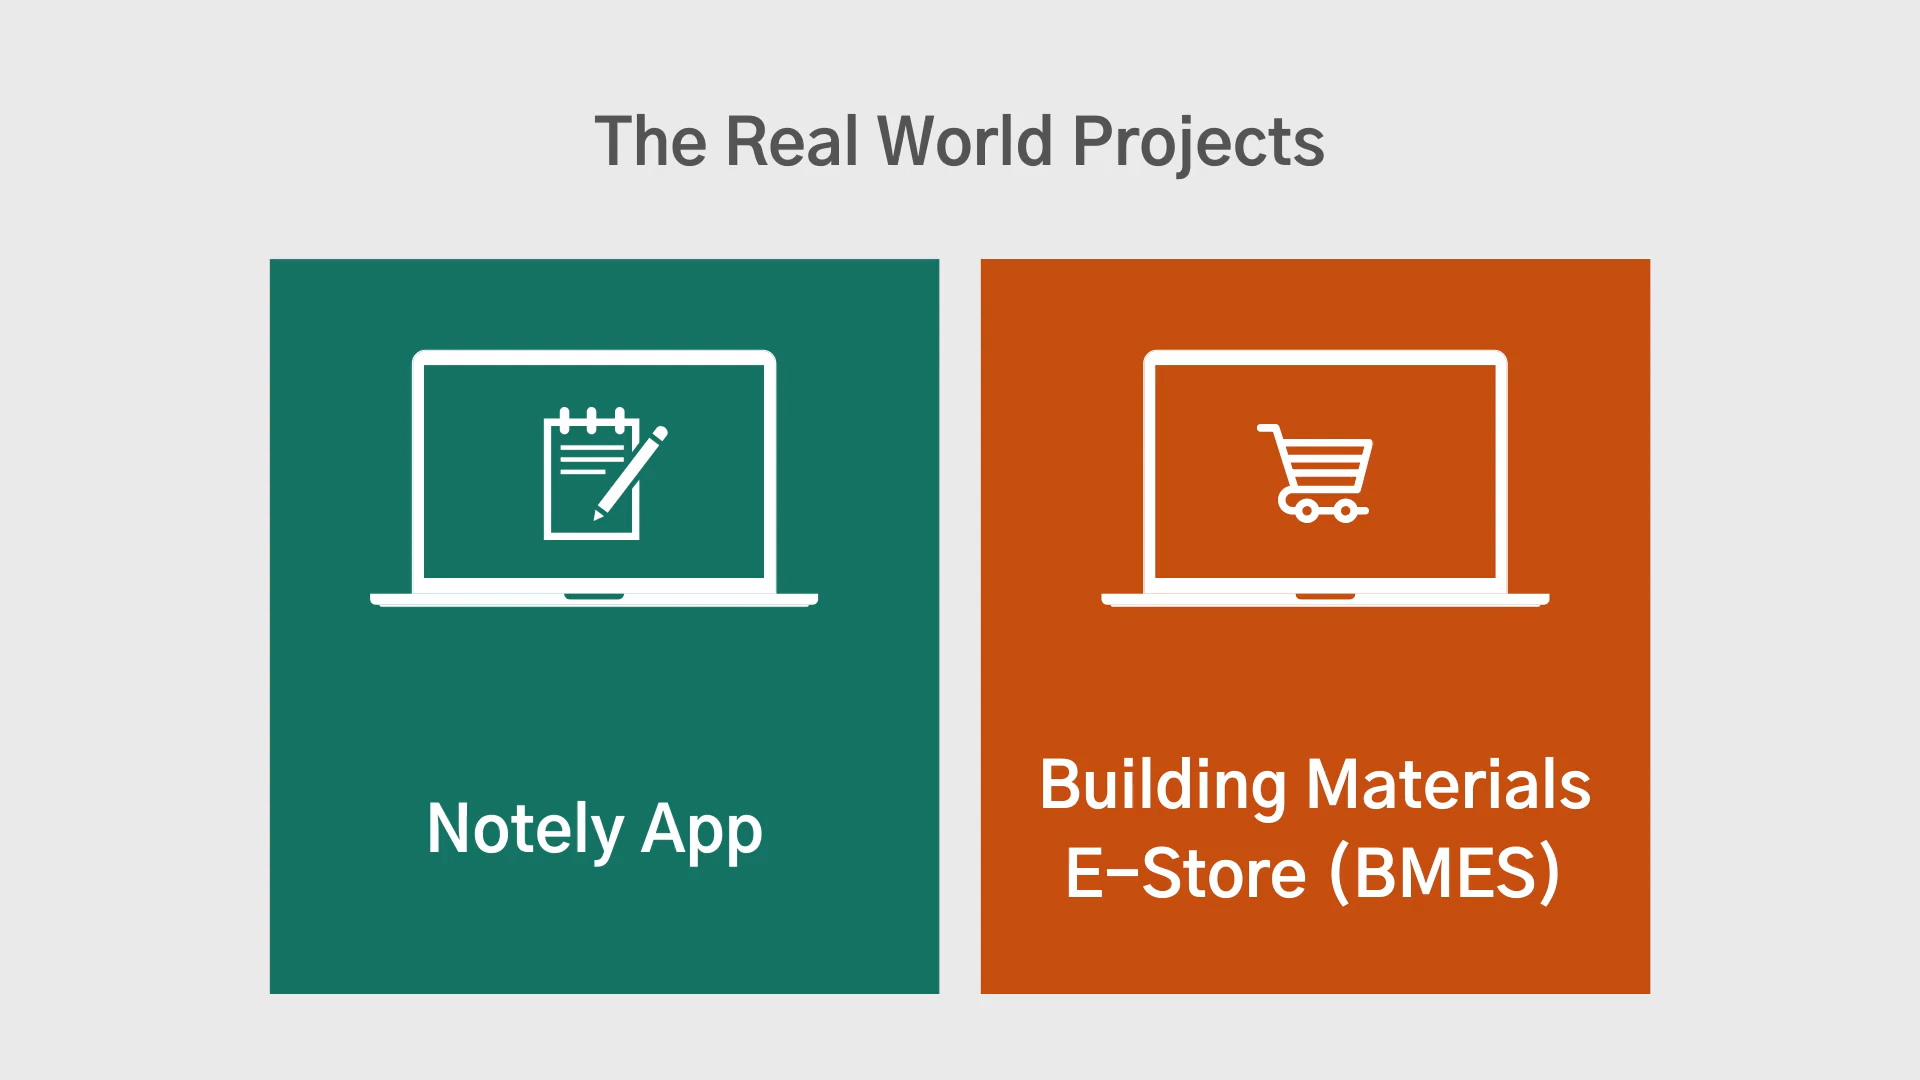 The Real World Projects
Notely App
Building Materials
E-Store (BMES)